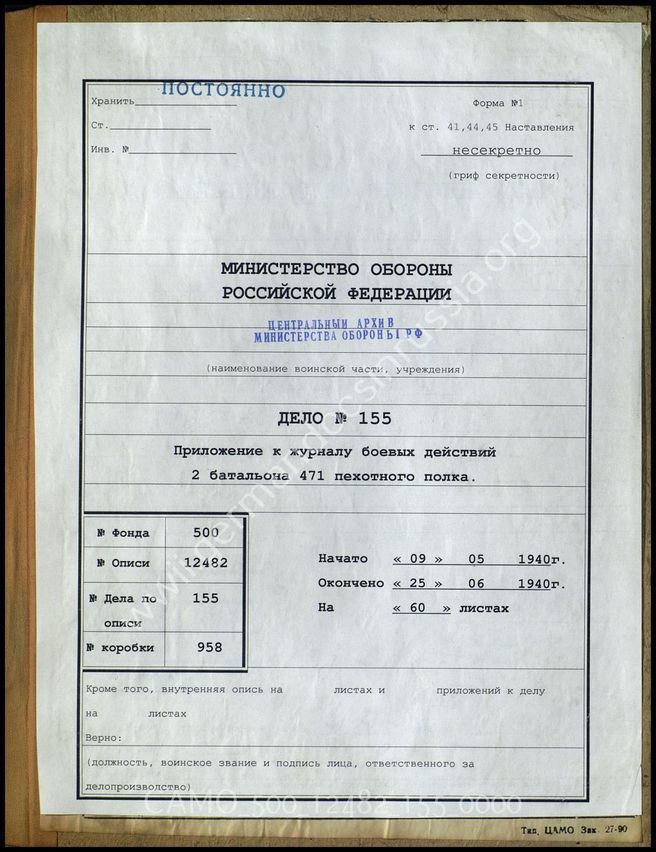 ПОСТОЯННО
Хранить
Форма №1
Ст.
к ст. 41,44,45 Наставления
Инв. №
несекретно
(гриф секретности)
МИНИСТЕРСТВО ОБОРОНЫ
РОССИЙСКОЙ ФЕДЕРАЦИИ
ЦЕНТРАЛЬНЫЙ АРХИВ
МИНИСТЕРСТВА ОБОРОНЫ РФ
(наименование воинской части, учреждения)
ДЕЛО № 155
Приложение к журналу боевых действий
2 батальона 471 пехотного полка.
№ Фонда 500
№ Описи 12482
№ Дела по описи 155
№ коробки 958
Начато « 09 » 05 1940г.
Окончено « 25 » 06 1940г.
На « 60 » листах
Кроме того, внутренняя опись на листах и приложений к делу
на листах
Верно:
(должность, воинское звание и подпись лица, ответственного за
делопроизводство)
CAMO 500 12482 155 0000
Тип. ЦАМО Зак. 27-90
www.germandocsinrussia.org